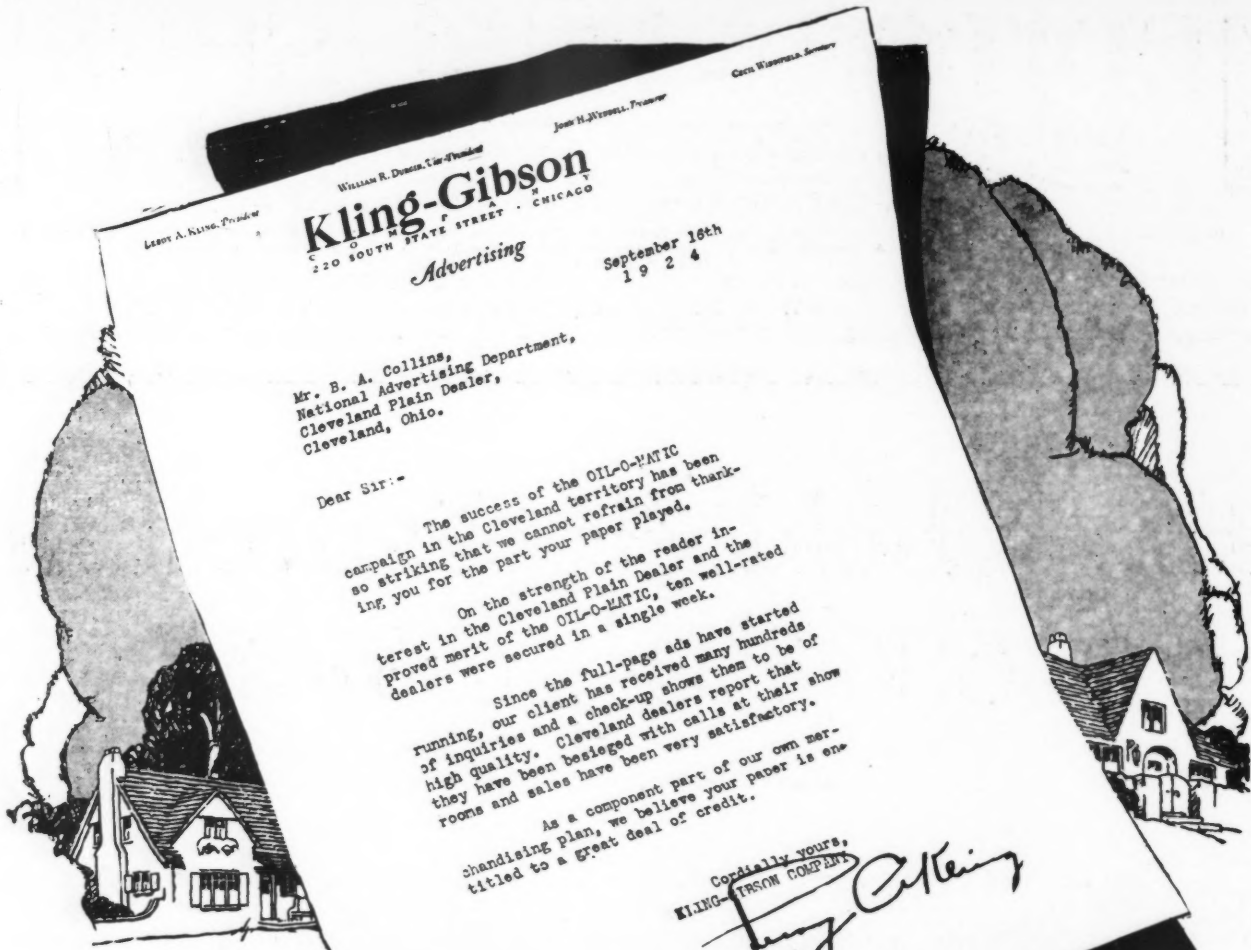 LEROY A. KLING, President
WILLIAM R. DURGIN, Vice-President
JOHN H. WEDDELL, Treasurer
CECIL WIDDIFIELD, Secretary
Kling-Gibson
COMPANY
220 SOUTH STATE STREET · CHICAGO
Advertising
September 16th
1 9 2 4
Mr. B. A. Collins,
National Advertising Department,
Cleveland Plain Dealer,
Cleveland, Ohio.
Dear Sir:-
The success of the OIL-O-MATIC
campaign in the Cleveland territory has been
so striking that we cannot refrain from thank-
ing you for the part your paper played.
On the strength of the reader in-
terest in the Cleveland Plain Dealer and the
proved merit of the OIL-O-MATIC, ten well-rated
dealers were secured in a single week.
Since the full-page ads have started
running, our client has received many hundreds
of inquiries and a check-up shows them to be of
high quality. Cleveland dealers report that
they have been besieged with calls at their show
rooms and sales have been very satisfactory.
As a component part of our own mer-
chandising plan, we believe your paper is en-
titled to a great deal of credit.
Cordially yours,
KLING-GIBSON COMPANY
Leroy A. Kling